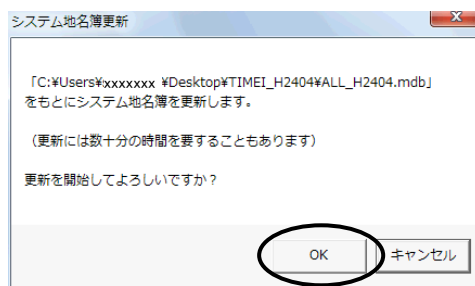 システム地名簿更新
「C:¥Users¥xxxxxxx ¥Desktop¥TIMEI_H2404¥ALL_H2404.mdb」
をもとにシステム地名簿を更新します。
（更新には数十分の時間を要することもあります）
更新を開始してよろしいですか？
OK キャンセル